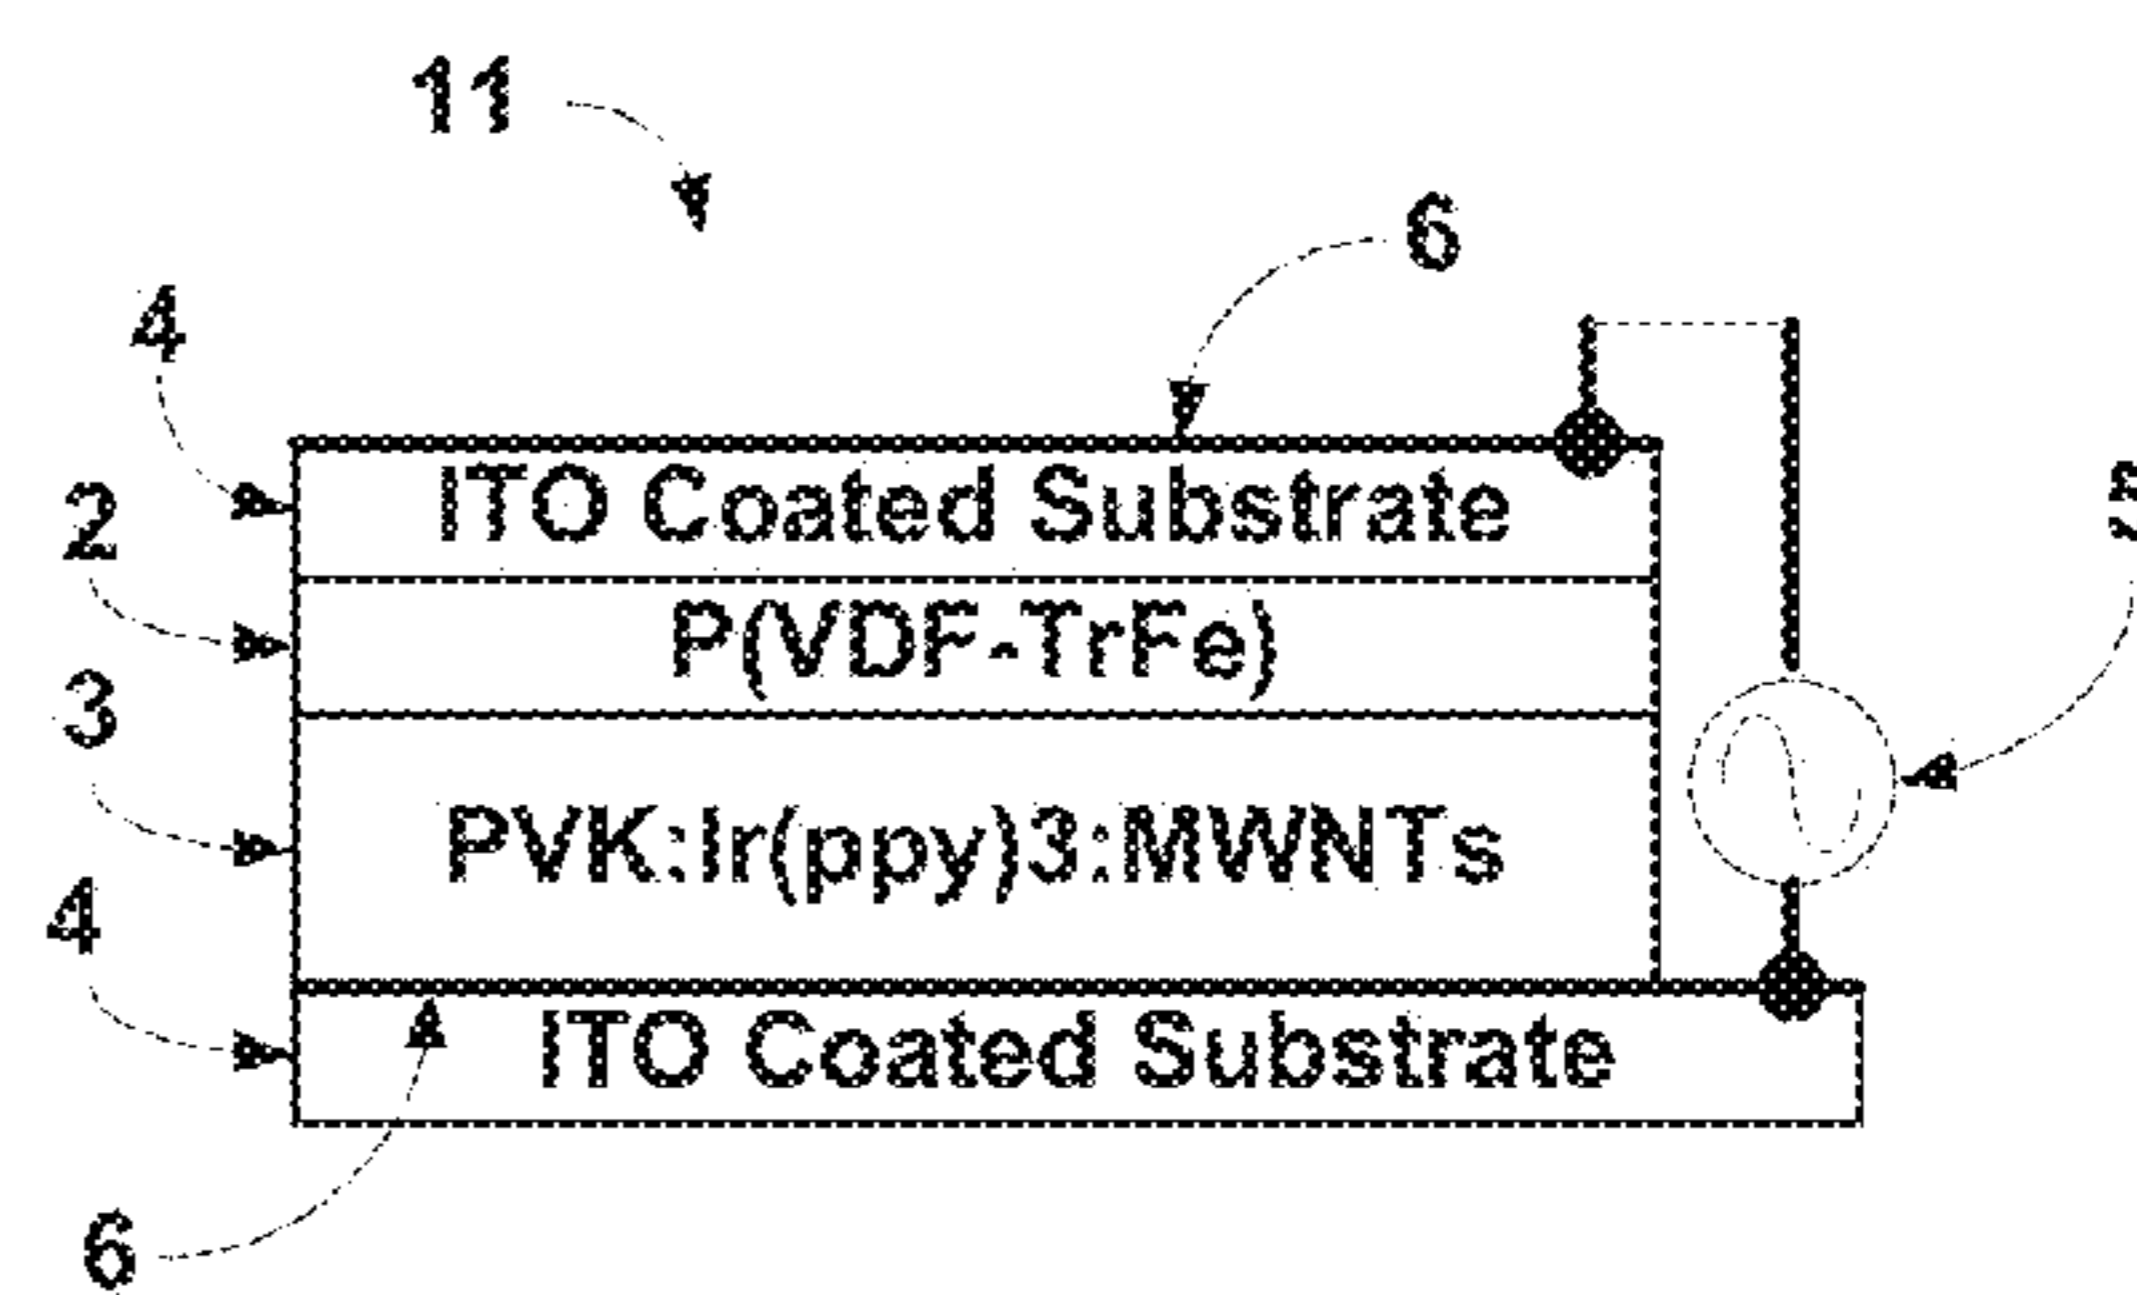 11
6
4
ITO Coated Substrate
2
5
P(VDF-TrFe)
3
PVK:Ir(ppy)3:MWNTs
4
ITO Coated Substrate
6